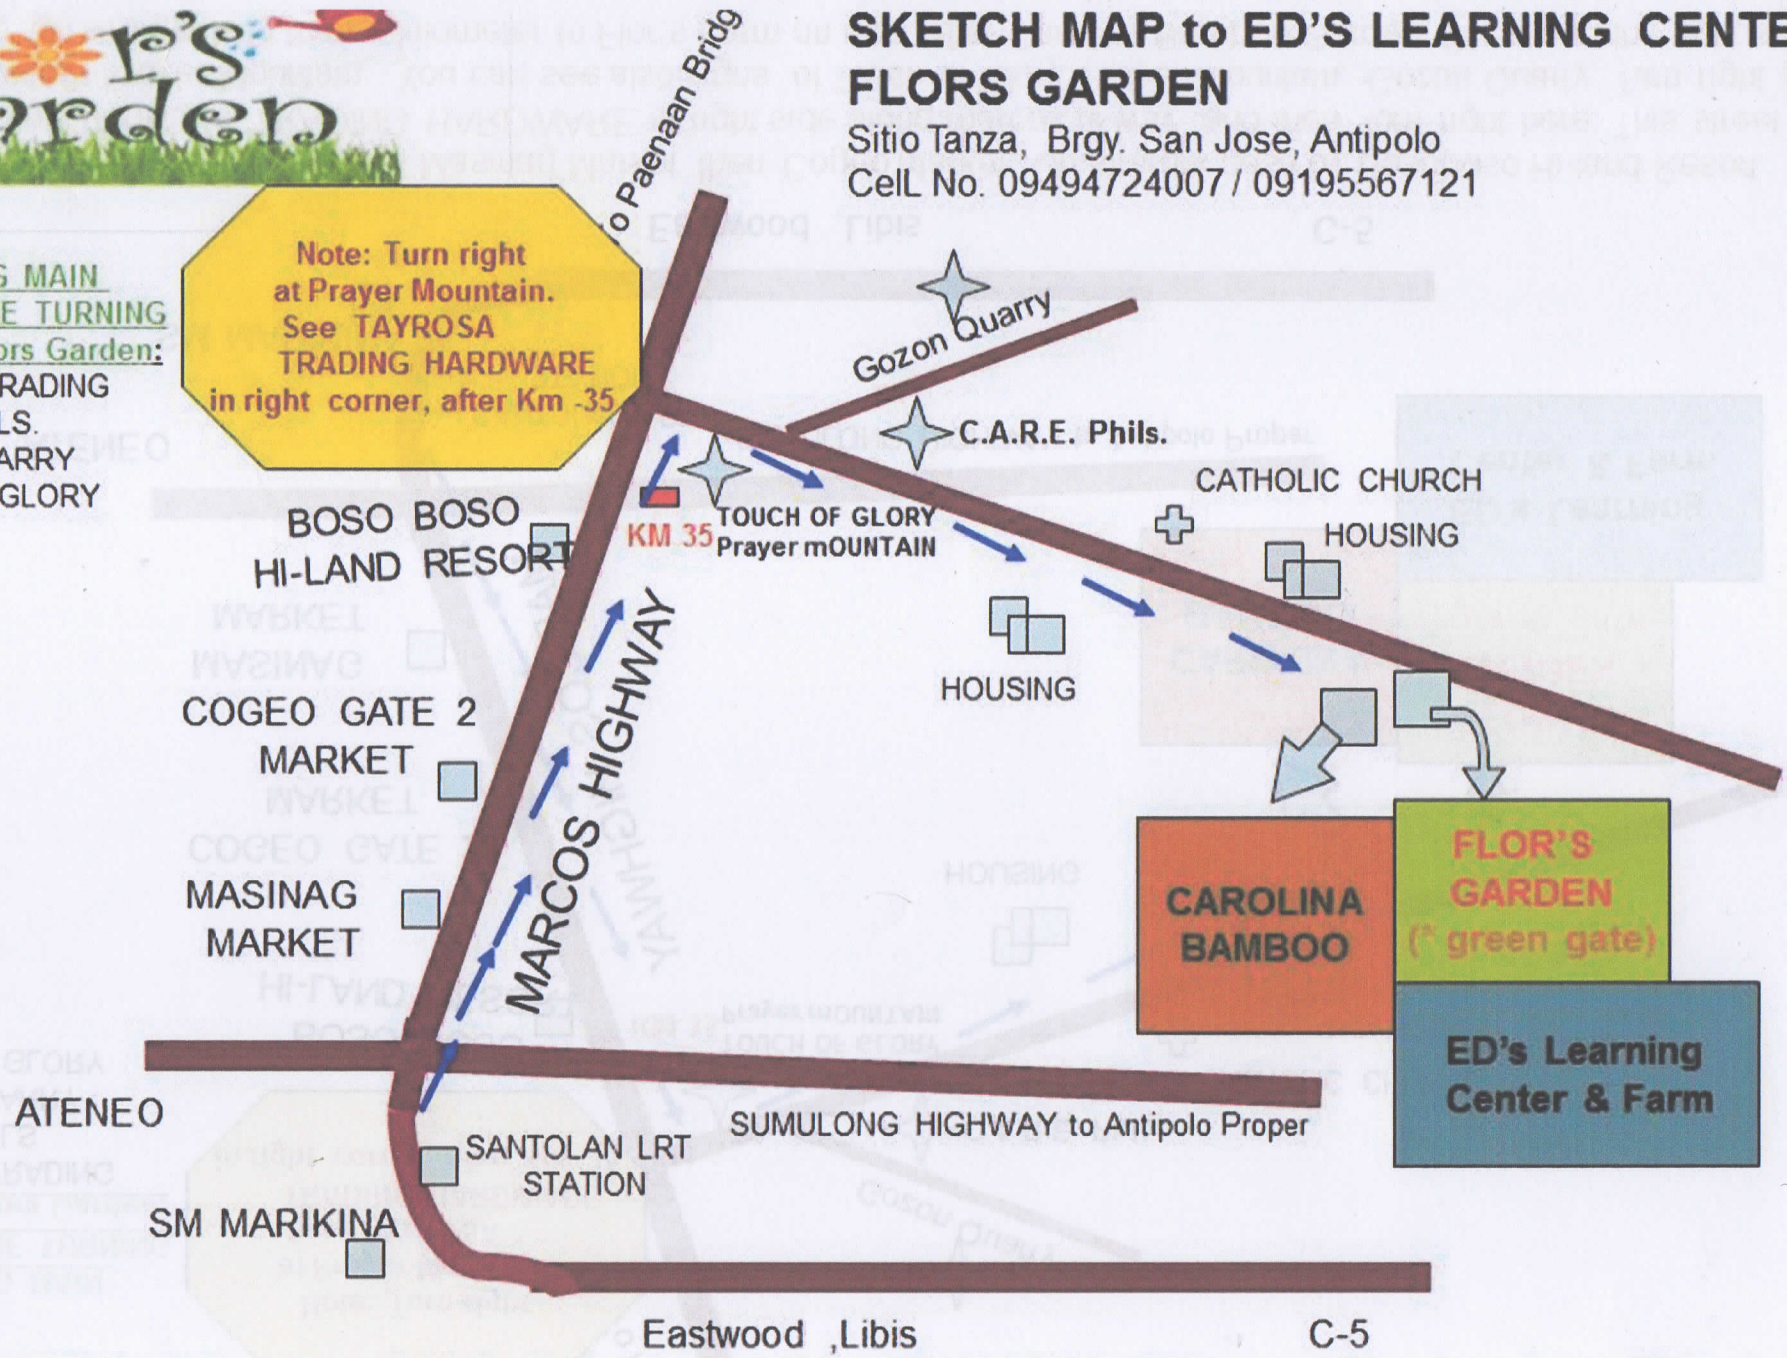 r's
arden
SKETCH MAP to ED'S LEARNING CENTE
FLORS GARDEN
Sitio Tanza, Brgy. San Jose, Antipolo
CelL No. 09494724007 / 09195567121
o Paenaan Bridg
Note: Turn right
at Prayer Mountain.
See TAYROSA
TRADING HARDWARE
in right corner, after Km -35
G MAIN
E TURNING
ors Garden:
RADING
LS.
ARRY
GLORY
Gozon Quarry
C.A.R.E. Phils.
CATHOLIC CHURCH
HOUSING
BOSO BOSO
HI-LAND RESORT
KM 35
TOUCH OF GLORY
Prayer mOUNTAIN
HOUSING
COGEO GATE 2
MARKET
MARCOS HIGHWAY
MASINAG
MARKET
CAROLINA
BAMBOO
FLOR'S
GARDEN
(* green gate)
ED's Learning
Center & Farm
ATENEO
SUMULONG HIGHWAY to Antipolo Proper
SANTOLAN LRT
STATION
SM MARIKINA
Eastwood ,Libis
C-5